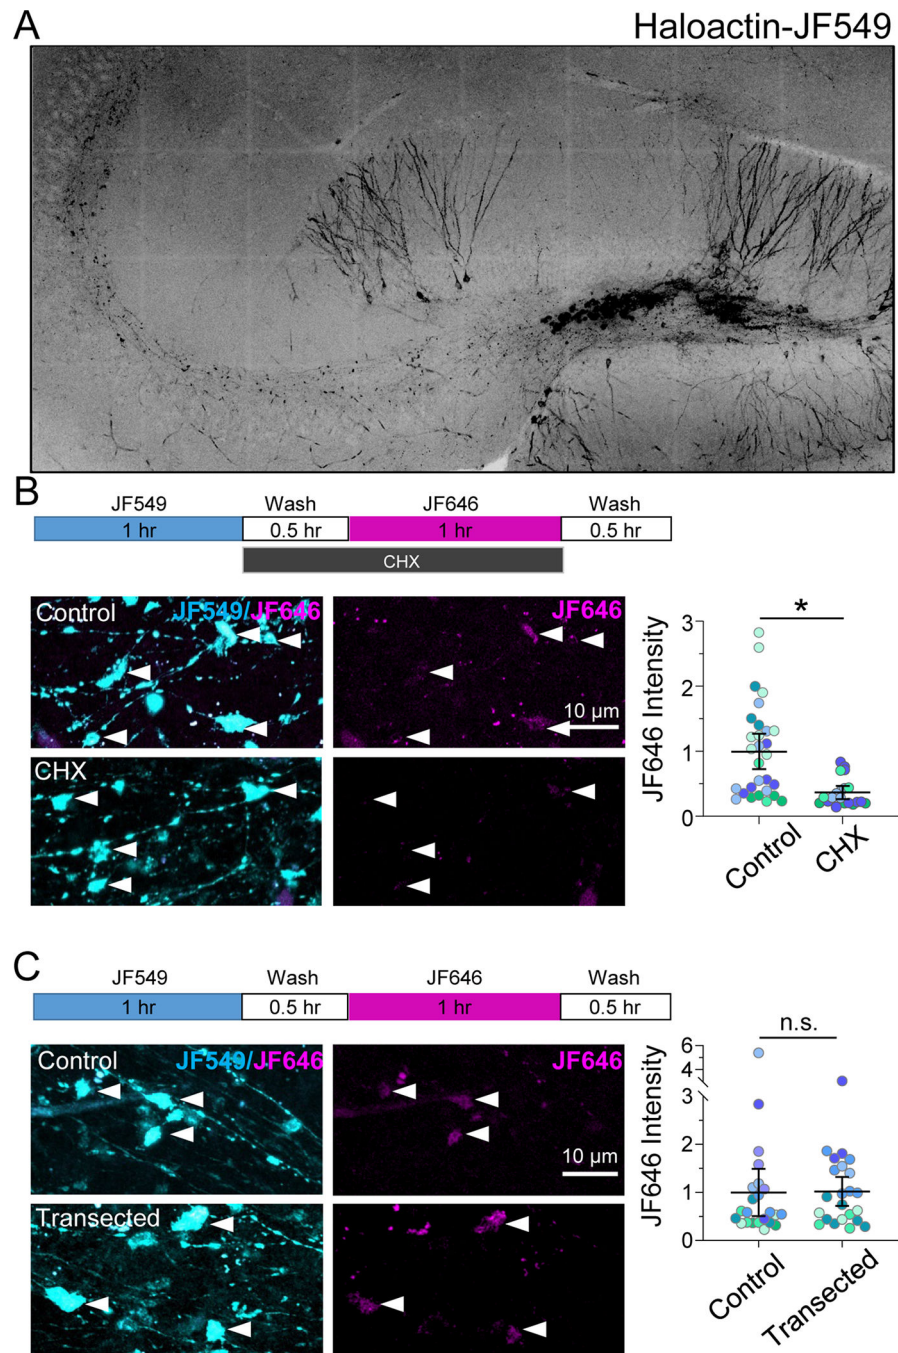 A
Haloactin-JF549
B
JF549 Wash JF646 Wash
1 hr 0.5 hr 1 hr 0.5 hr
CHX
Control JF549/JF646
JF646
10 µm
CHX
*
3
2
1
0
JF646 Intensity
Control CHX
C
JF549 Wash JF646 Wash
1 hr 0.5 hr 1 hr 0.5 hr
Control JF549/JF646
JF646
10 µm
Transected
n.s.
6
4
3
2
1
0
JF646 Intensity
Control Transected